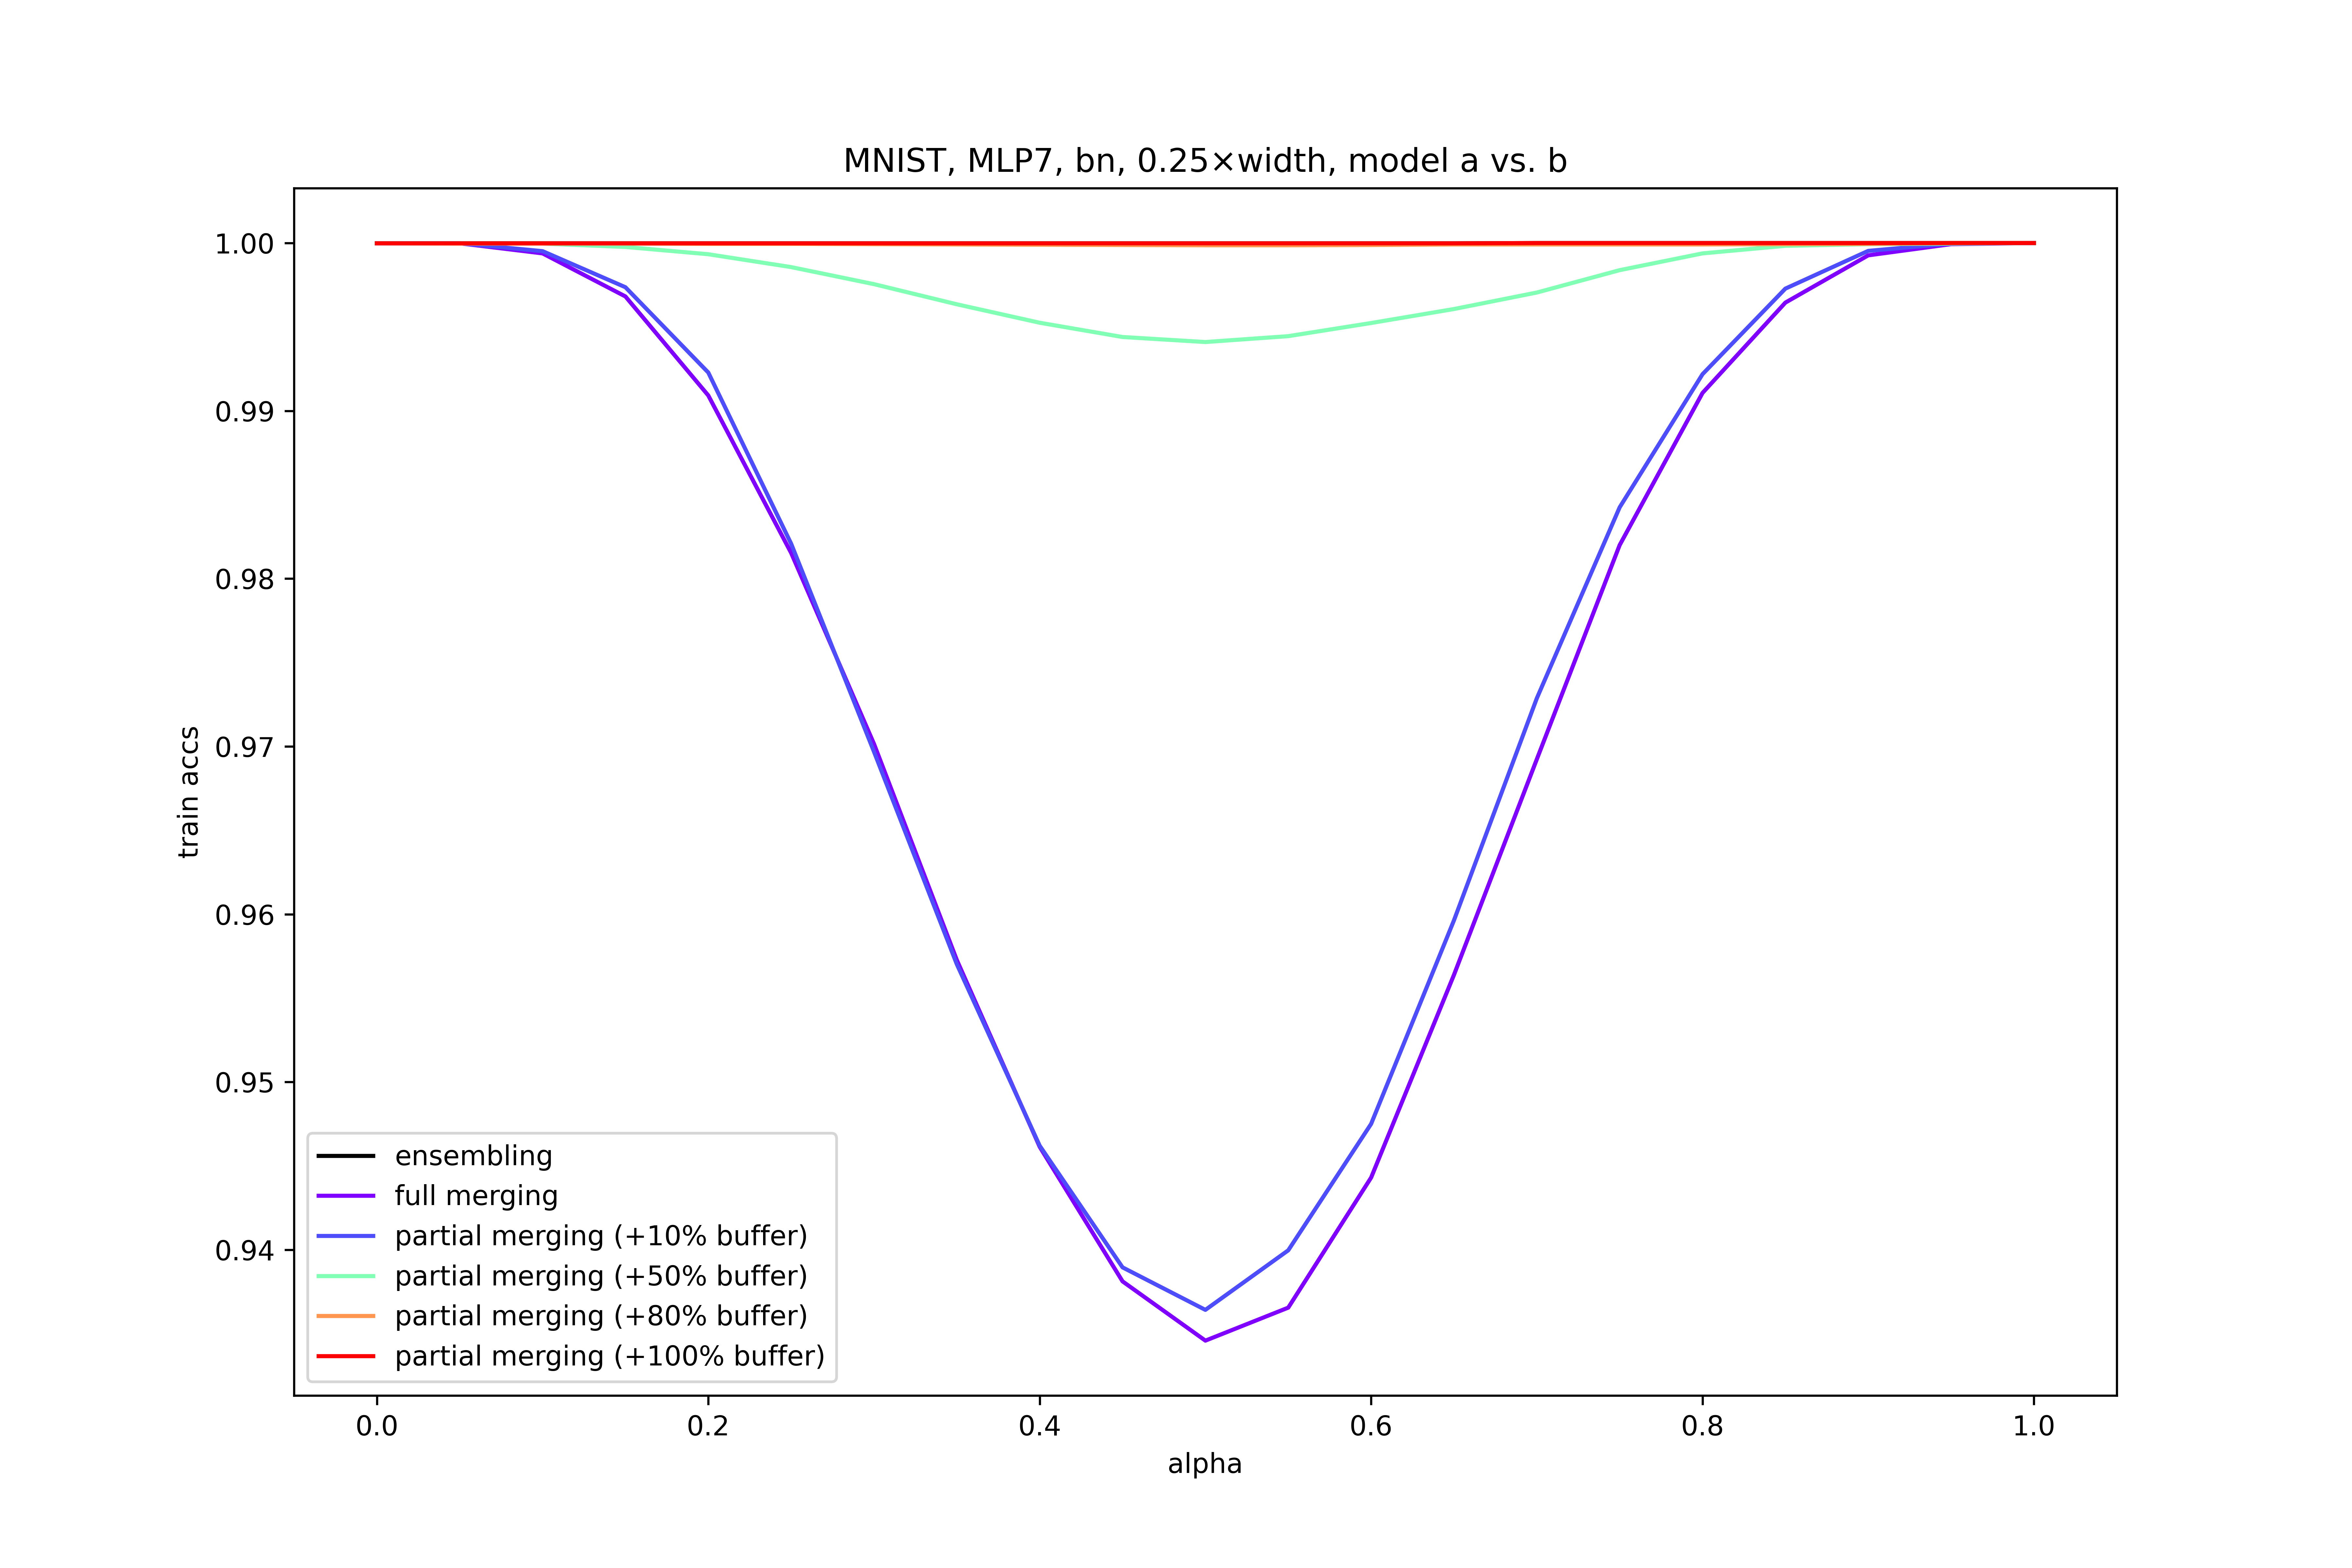 MNIST, MLP7, bn, 0.25×width, model a vs. b
train accs
1.00
0.99
0.98
0.97
0.96
0.95
0.94
ensembling
full merging
partial merging (+10% buffer)
partial merging (+50% buffer)
partial merging (+80% buffer)
partial merging (+100% buffer)
0.0 0.2 0.4 0.6 0.8 1.0
alpha